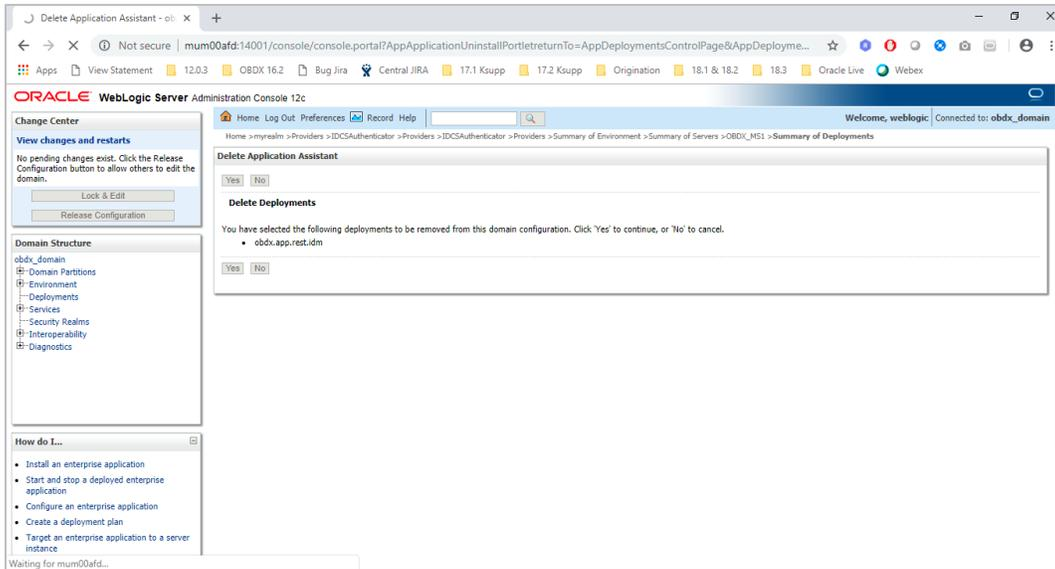 Delete Application Assistant - ob
Not secure | mum00afd:14001/console/console.portal?AppApplicationUninstallPortletreturnTo=AppDeploymentsControlPage&AppDeployme...
Apps View Statement 12.0.3 OBDX 16.2 Bug Jira Central JIRA 17.1 Ksupp 17.2 Ksupp Origination 18.1 & 18.2 18.3 Oracle Live Webex
ORACLE WebLogic Server Administration Console 12c
Change Center
View changes and restarts
No pending changes exist. Click the Release
Configuration button to allow others to edit the
domain.
Lock & Edit
Release Configuration
Domain Structure
obdx_domain
Domain Partitions
Environment
Deployments
Services
Security Realms
Interoperability
Diagnostics
How do I...
Install an enterprise application
Start and stop a deployed enterprise
application
Configure an enterprise application
Create a deployment plan
Target an enterprise application to a server
instance
Waiting for mum00afd...
Home Log Out Preferences Record Help
Welcome, weblogic Connected to: obdx_domain
Home >myrealm >Providers >IDCSAuthenticator >Providers >IDCSAuthenticator >Providers >Summary of Environment >Summary of Servers >OBDX_MS1 >Summary of Deployments
Delete Application Assistant
Yes No
Delete Deployments
You have selected the following deployments to be removed from this domain configuration. Click 'Yes' to continue, or 'No' to cancel.
obdx.app.rest.idm
Yes No